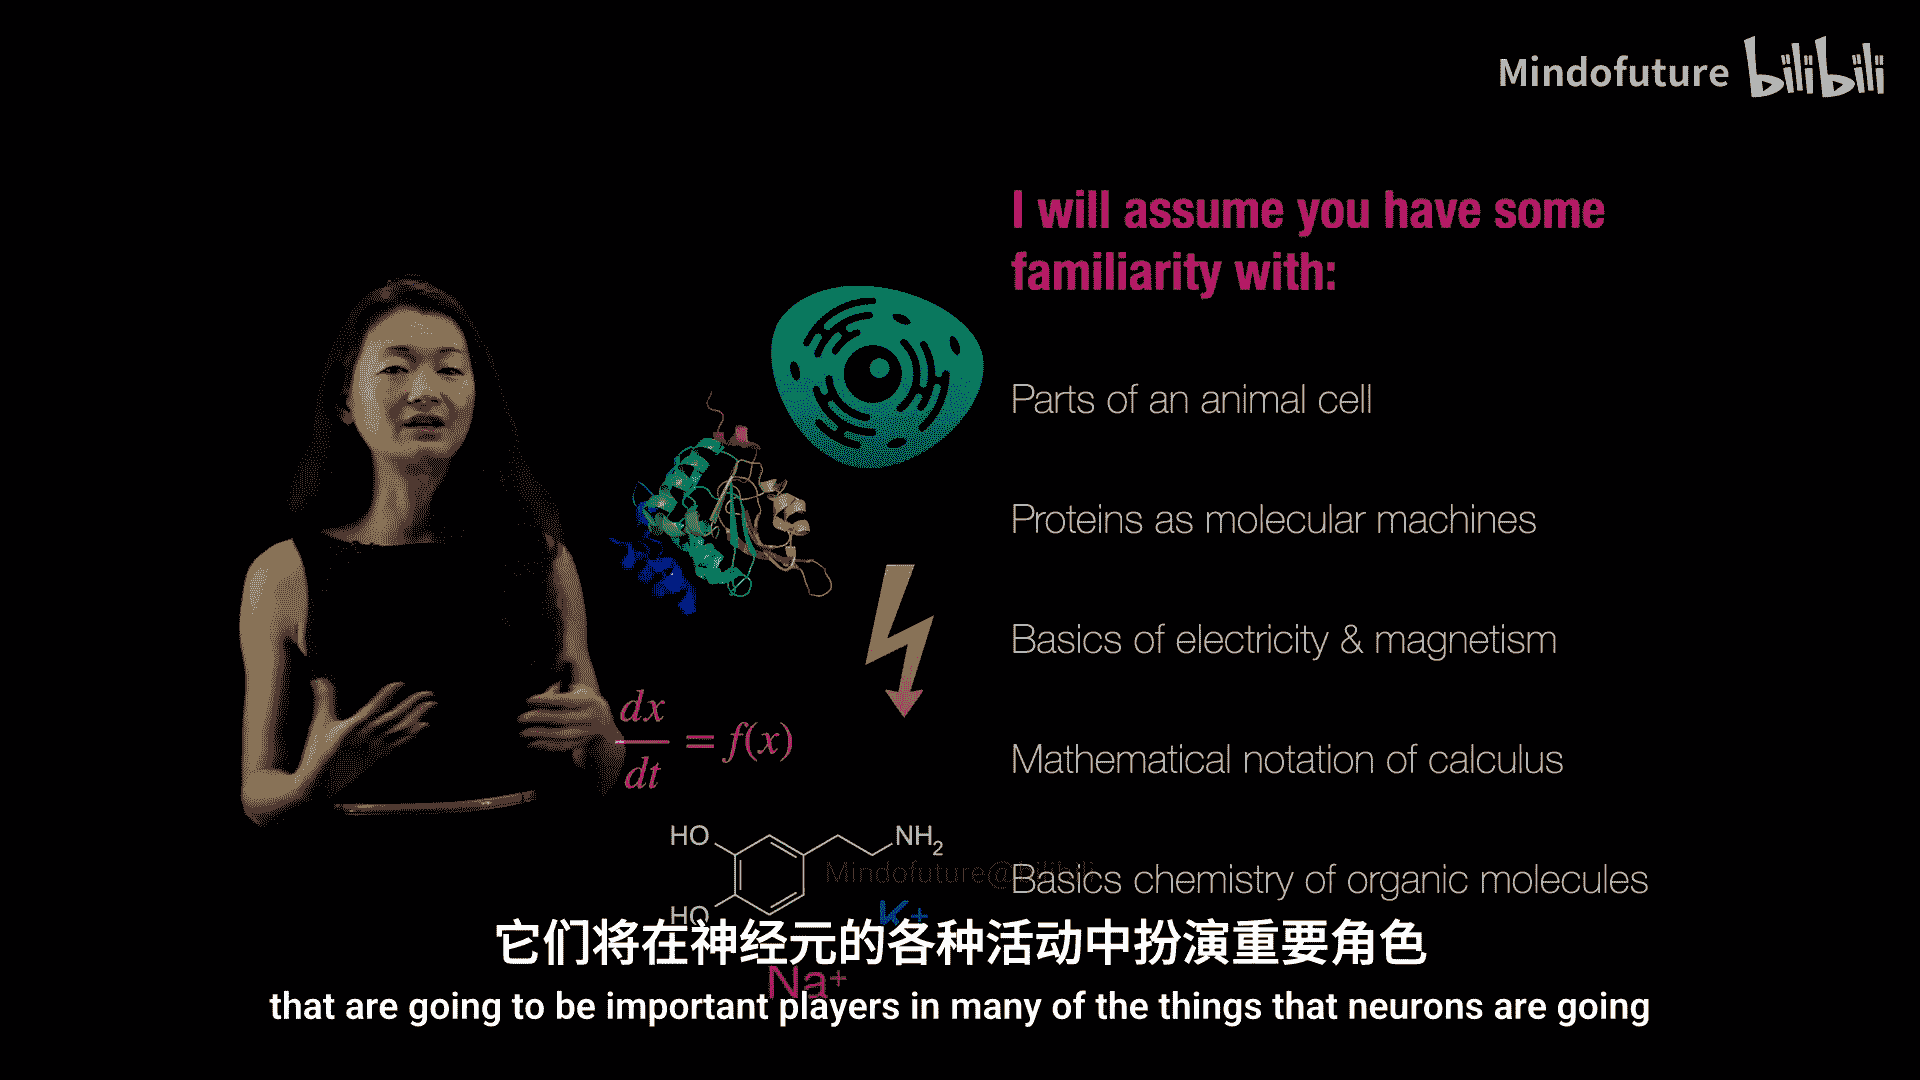 Mindofuture bilibili
I will assume you have some
familiarity with:
Parts of an animal cell
Proteins as molecular machines
Basics of electricity & magnetism
dx
dt
= f(x)
Mathematical notation of calculus
HO
NH2
Mindofuture@bilibili
Basics chemistry of organic molecules
HO
K+
它们将在神经元的各种活动中扮演重要角色
Na+
that are going to be important players in many of the things that neurons are going